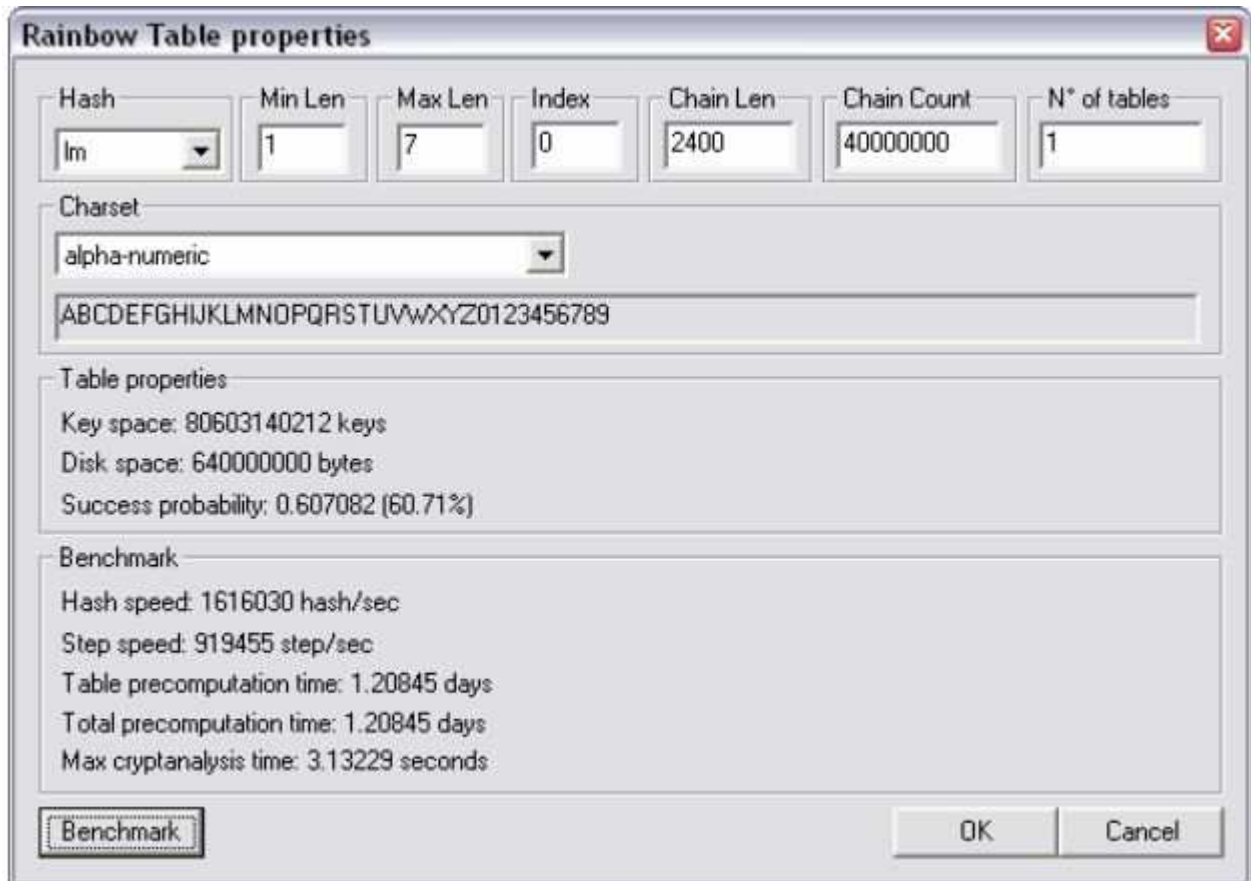 Rainbow Table properties
Hash Min Len Max Len Index Chain Len Chain Count N° of tables
lm 1 7 0 2400 40000000 1
Charset
alpha-numeric
ABCDEFGHIJKLMNOPQRSTUVWXYZ0123456789
Table properties
Key space: 80603140212 keys
Disk space: 640000000 bytes
Success probability: 0.607082 (60.71%)
Benchmark
Hash speed: 1616030 hash/sec
Step speed: 919455 step/sec
Table precomputation time: 1.20845 days
Total precomputation time: 1.20845 days
Max cryptanalysis time: 3.13229 seconds
Benchmark OK Cancel